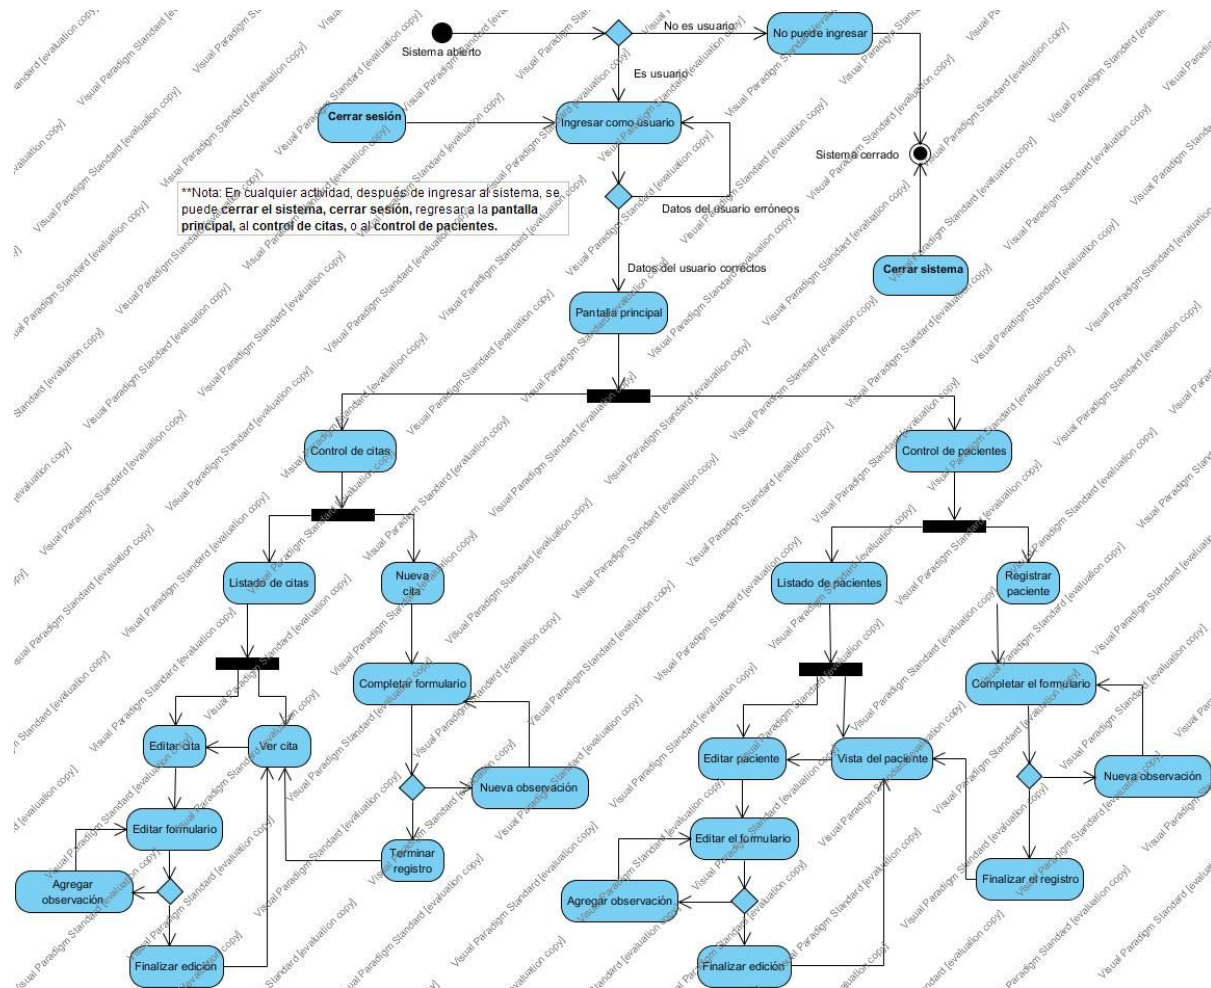 No es usuario
No puede ingresar
Sistema abierto
Es usuario
Cerrar sesión
Ingresar como usuario
Sistema cerrado
**Nota: En cualquier actividad, después de ingresar al sistema, se
puede cerrar el sistema, cerrar sesión, regresar a la pantalla
principal, al control de citas, o al control de pacientes.
Datos del usuario erróneos
Datos del usuario correctos
Cerrar sistema
Pantalla principal
Control de citas
Control de pacientes
Listado de citas
Nueva
cita
Listado de pacientes
Registrar
paciente
Completar formulario
Completar el formulario
Editar cita
Ver cita
Editar paciente
Vista del paciente
Nueva observación
Nueva observación
Editar formulario
Editar el formulario
Terminar
registro
Finalizar el registro
Agregar
observación
Agregar observación
Finalizar edición
Finalizar edición
Visual Paradigm Standard [evaluation copy]